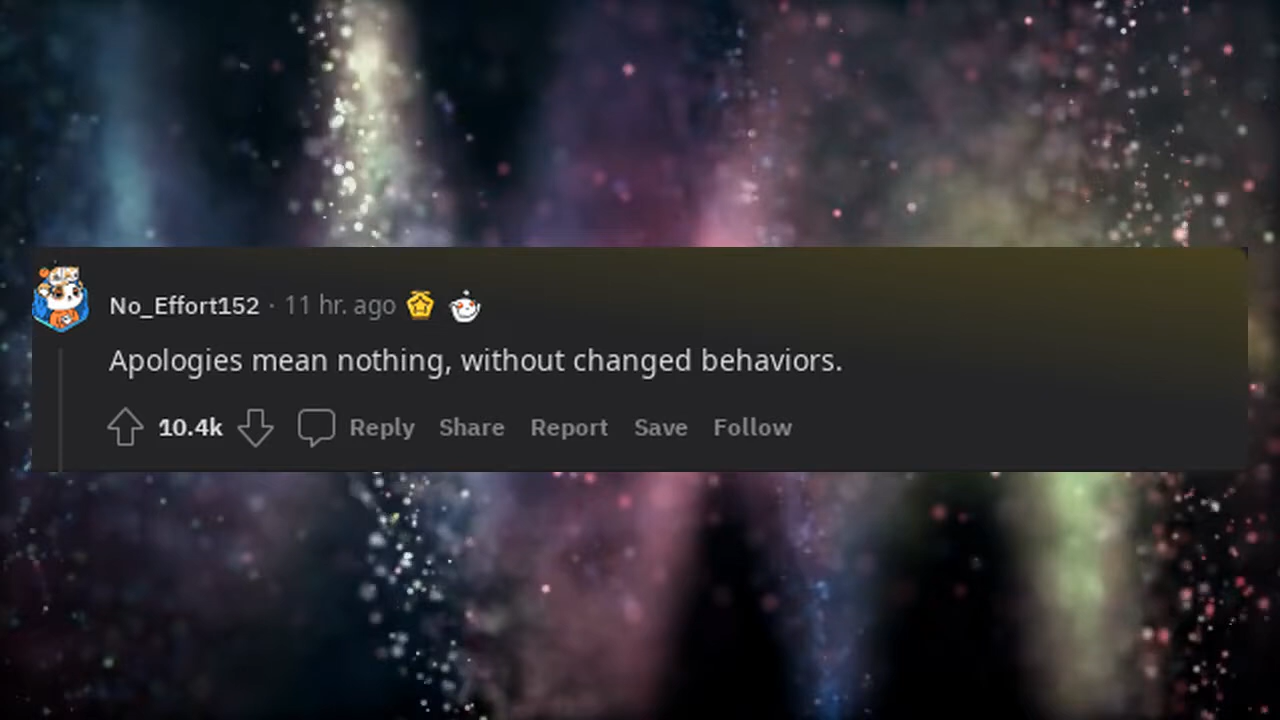 No_Effort152 · 11 hr. ago
Apologies mean nothing, without changed behaviors.
10.4k Reply Share Report Save Follow